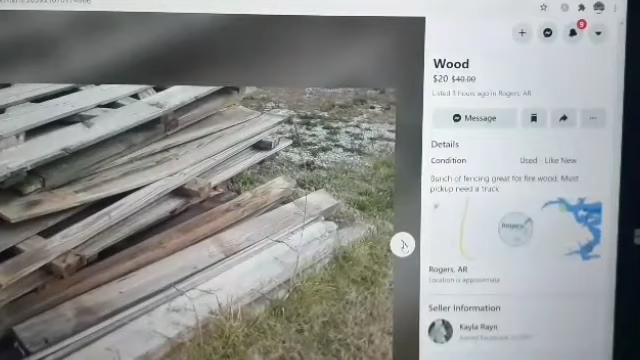 9
Wood
$20 $40.00
Listed 3 hours ago in Rogers, AR
Message
Details
Condition
Used - Like New
Bunch of fencing great for fire wood. Must
pickup need a truck
Rogers
Rogers, AR
Location is approximate
Seller Information
Kayla Rayn